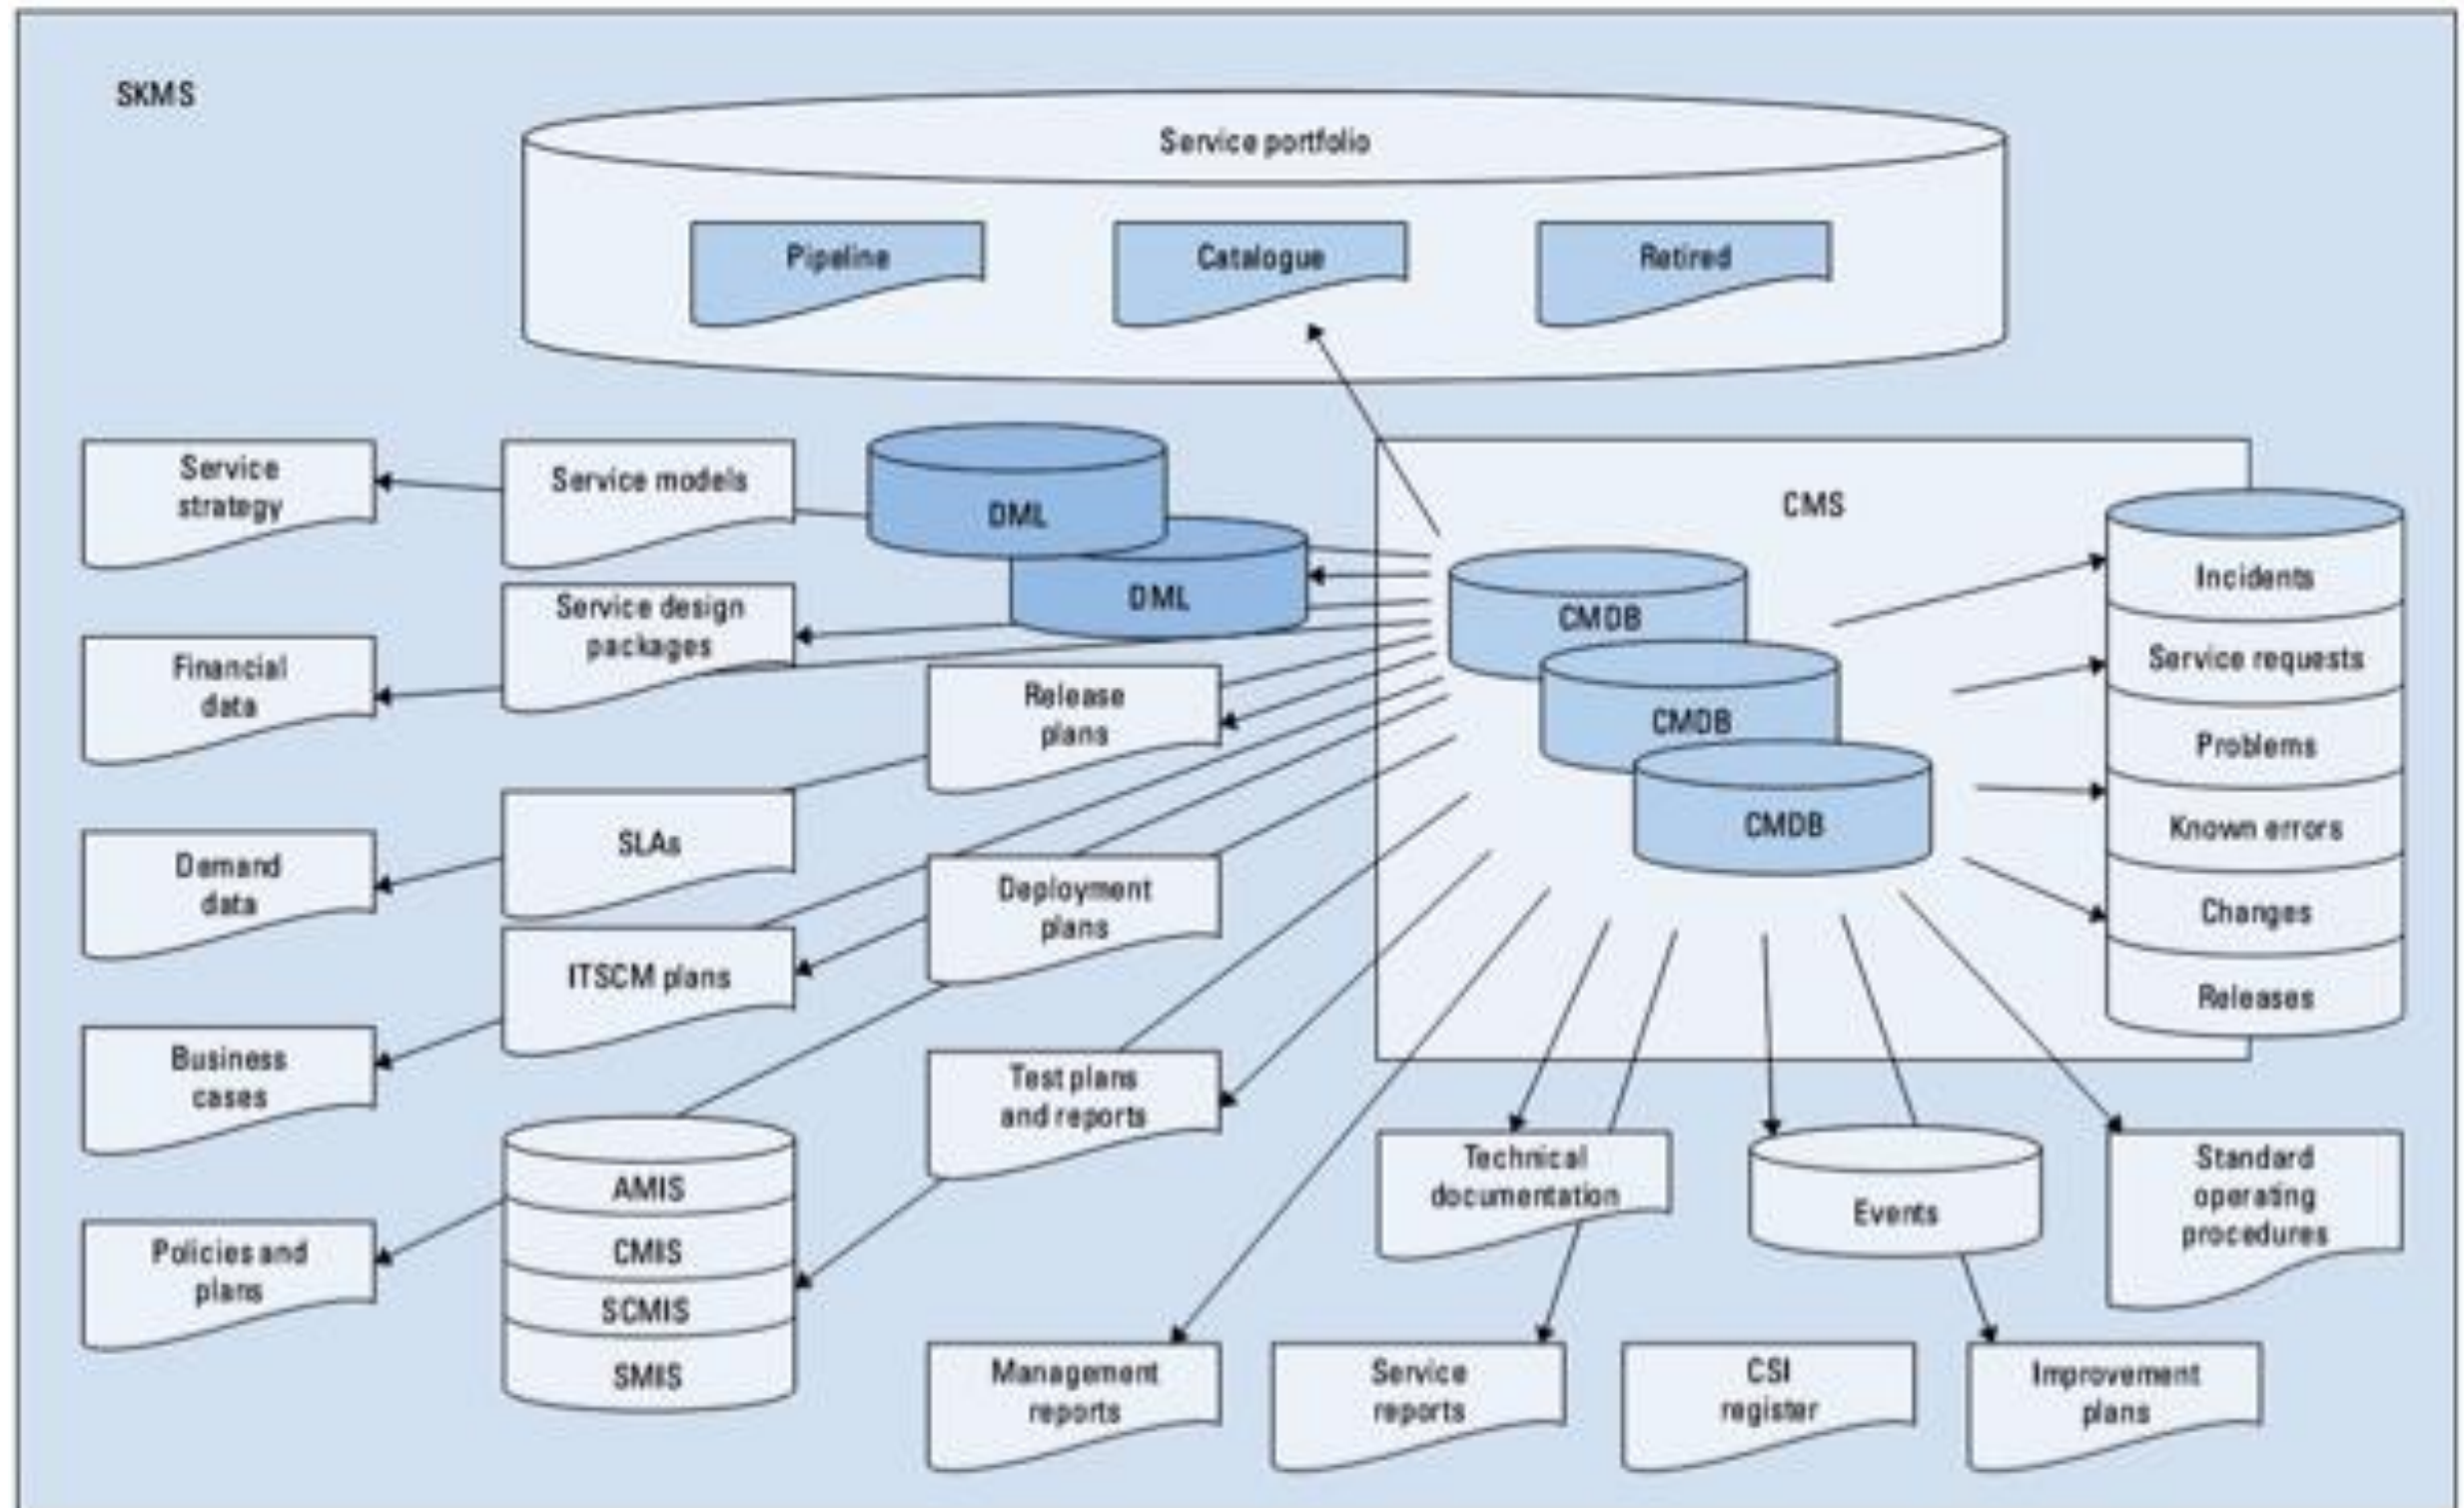 SKMS
Service portfolio
Pipeline
Catalogue
Retired
Service
strategy
Service models
DML
DML
CMS
CMDB
CMDB
CMDB
Incidents
Service requests
Problems
Known errors
Changes
Releases
Financial
data
Service design
packages
Release
plans
Demand
data
SLAs
Deployment
plans
Business
cases
ITSCM plans
Test plans
and reports
Policies and
plans
AMIS
CMIS
SCMIS
SMIS
Technical
documentation
Events
Standard
operating
procedures
Management
reports
Service
reports
CSI
register
Improvement
plans